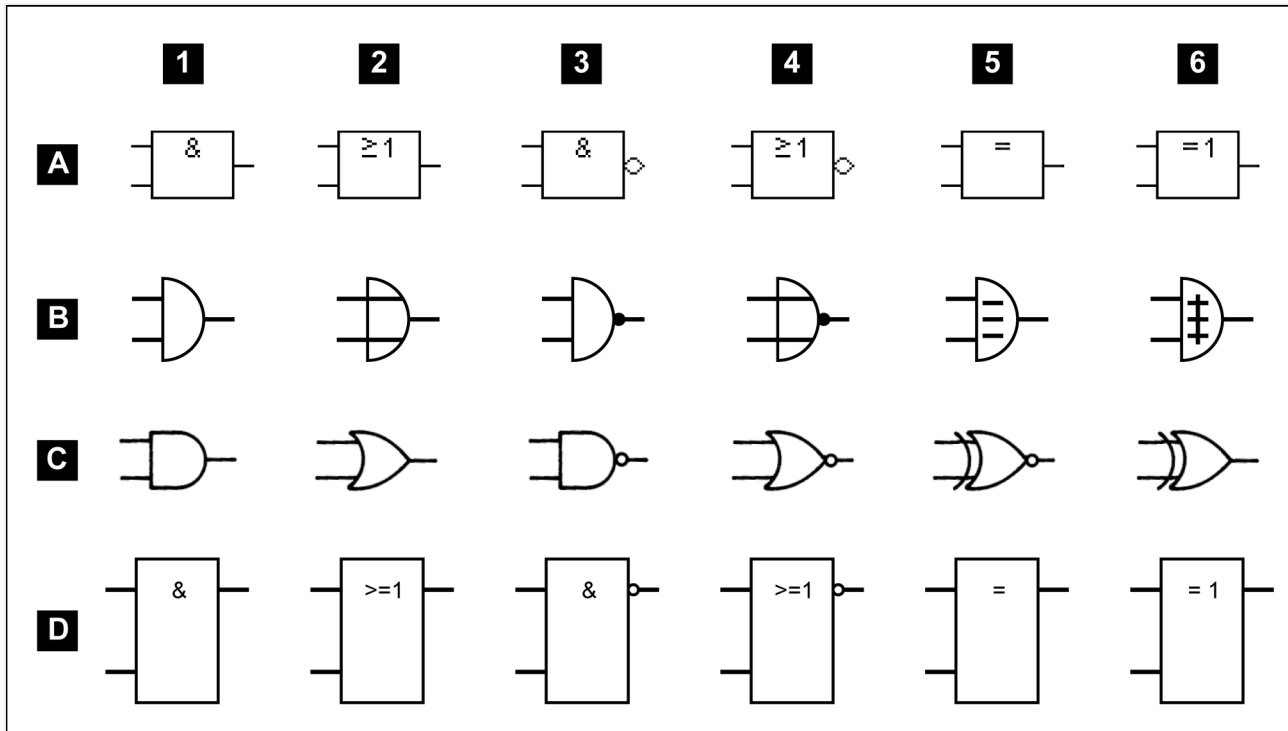 1 2 3 4 5 6
A & ≥1 & ≥1 = =1
B
C
D & >=1 & >=1 = = 1